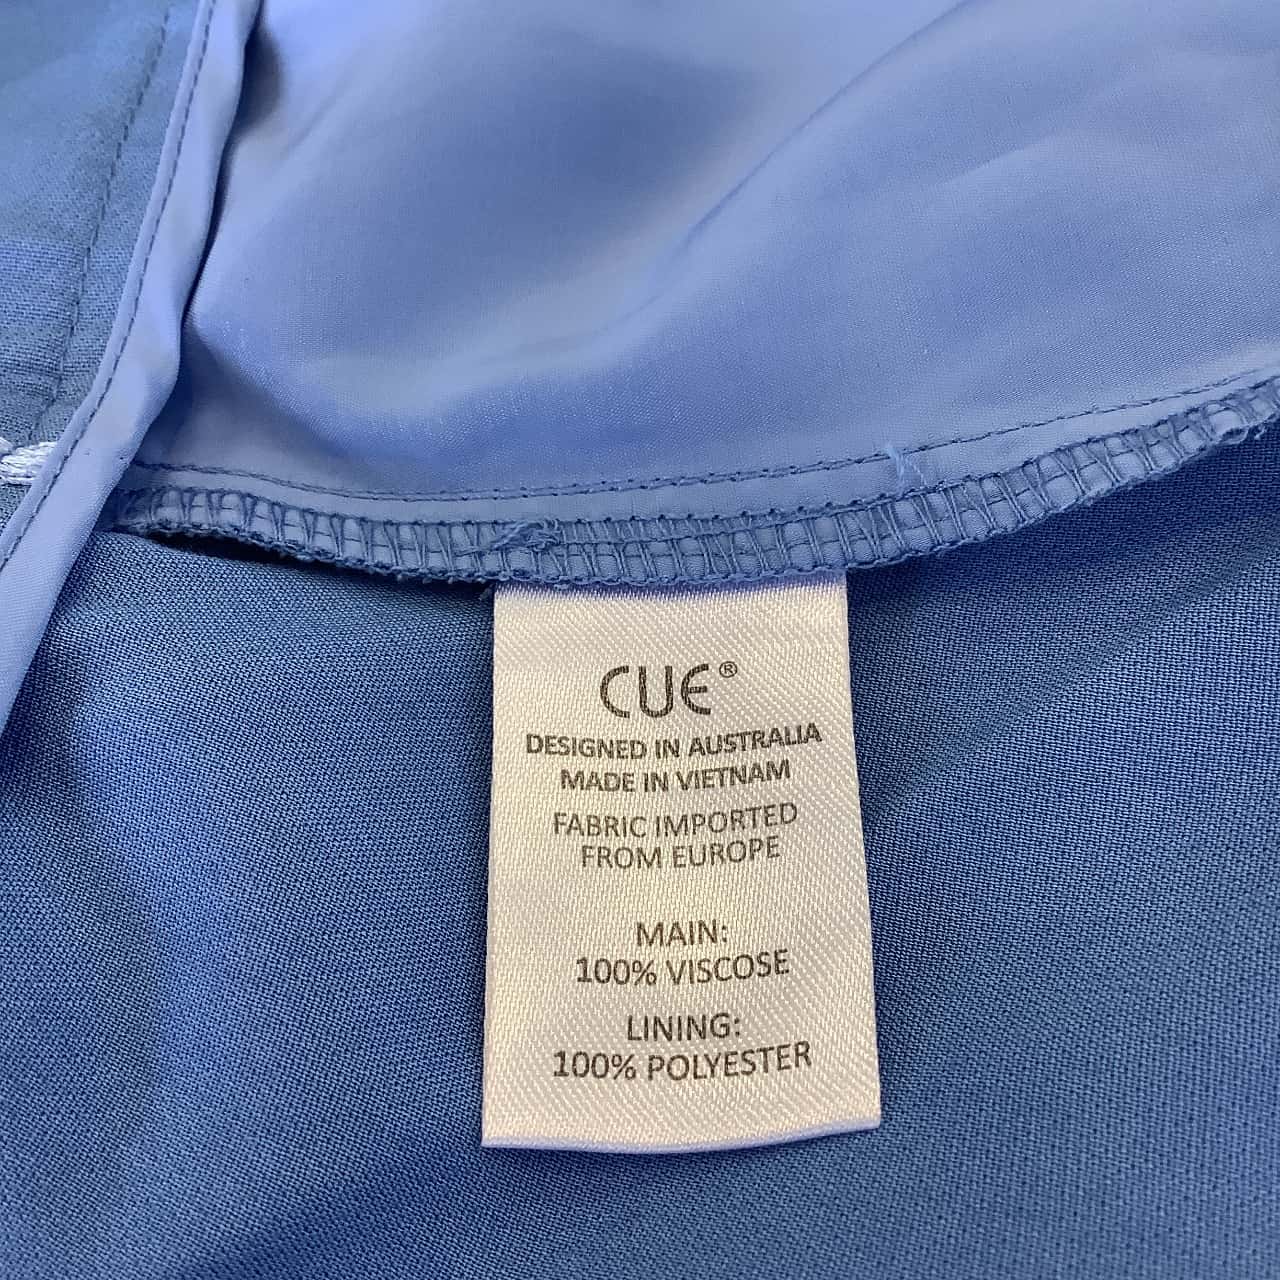 CUE®
DESIGNED IN AUSTRALIA
MADE IN VIETNAM
FABRIC IMPORTED
FROM EUROPE
MAIN:
100% VISCOSE
LINING:
100% POLYESTER